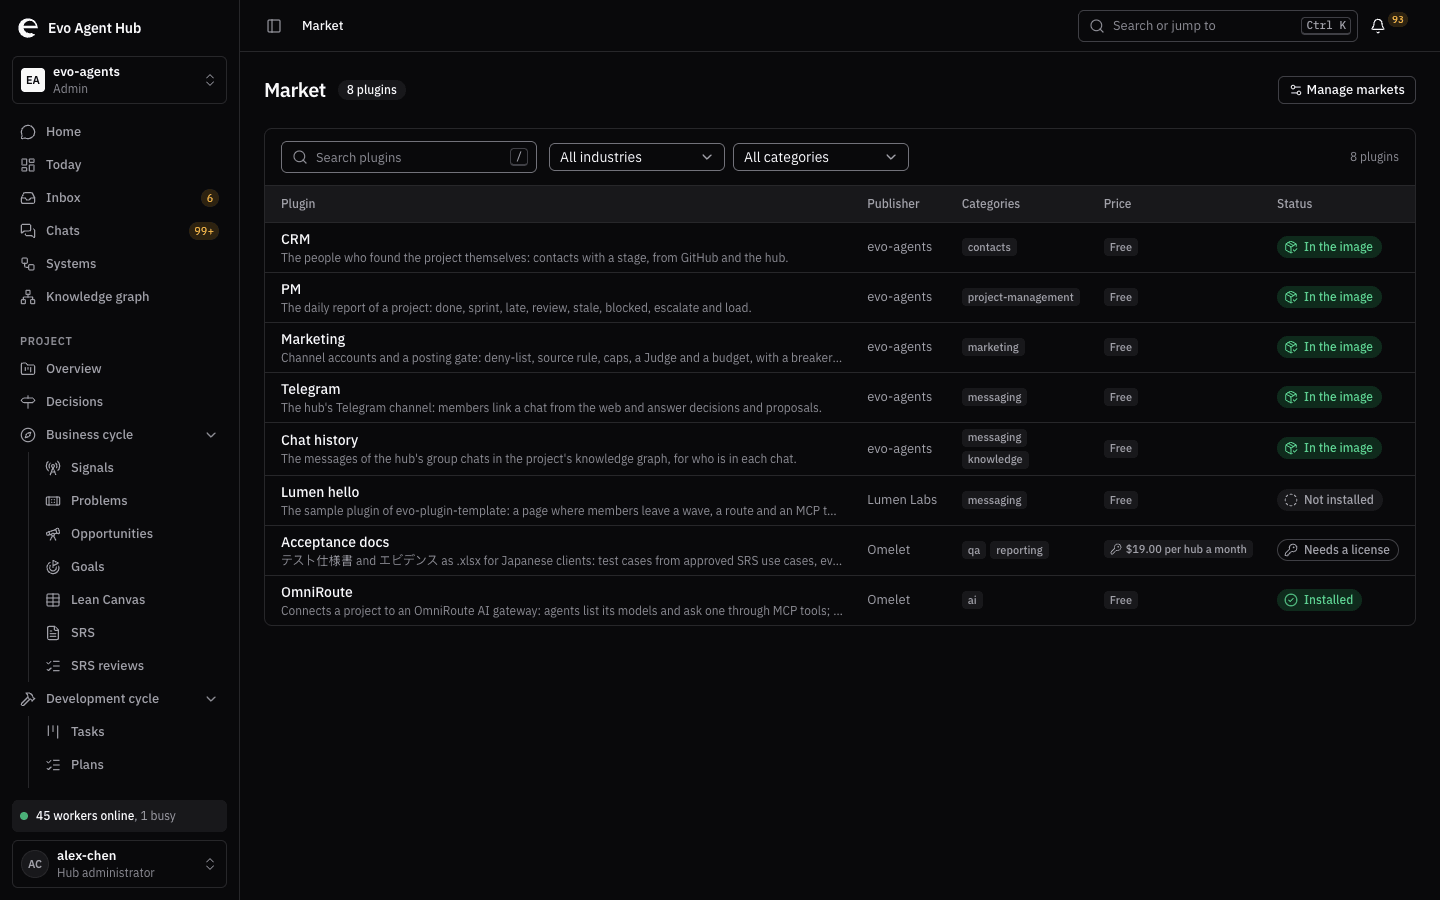 Evo Agent Hub
EA
evo-agents
Admin
Home
Today
Inbox
6
Chats
99+
Systems
Knowledge graph
PROJECT
Overview
Decisions
Business cycle
Signals
Problems
Opportunities
Goals
Lean Canvas
SRS
SRS reviews
Development cycle
Tasks
Plans
45 workers online, 1 busy
AC
alex-chen
Hub administrator
Market
Search or jump to
Ctrl K
93
Market
8 plugins
Manage markets
Search plugins
/
All industries
All categories
8 plugins
Plugin Publisher Categories Price Status
CRM
The people who found the project themselves: contacts with a stage, from GitHub and the hub.
evo-agents
contacts
Free
In the image
PM
The daily report of a project: done, sprint, late, review, stale, blocked, escalate and load.
evo-agents
project-management
Free
In the image
Marketing
Channel accounts and a posting gate: deny-list, source rule, caps, a Judge and a budget, with a breaker...
evo-agents
marketing
Free
In the image
Telegram
The hub's Telegram channel: members link a chat from the web and answer decisions and proposals.
evo-agents
messaging
Free
In the image
Chat history
The messages of the hub's group chats in the project's knowledge graph, for who is in each chat.
evo-agents
messaging
knowledge
Free
In the image
Lumen hello
The sample plugin of evo-plugin-template: a page where members leave a wave, a route and an MCP t...
Lumen Labs
messaging
Free
Not installed
Acceptance docs
テスト仕様書 and エビデンス as .xlsx for Japanese clients: test cases from approved SRS use cases, ev...
Omelet
qa reporting
$19.00 per hub a month
Needs a license
OmniRoute
Connects a project to an OmniRoute AI gateway: agents list its models and ask one through MCP tools; ...
Omelet
ai
Free
Installed